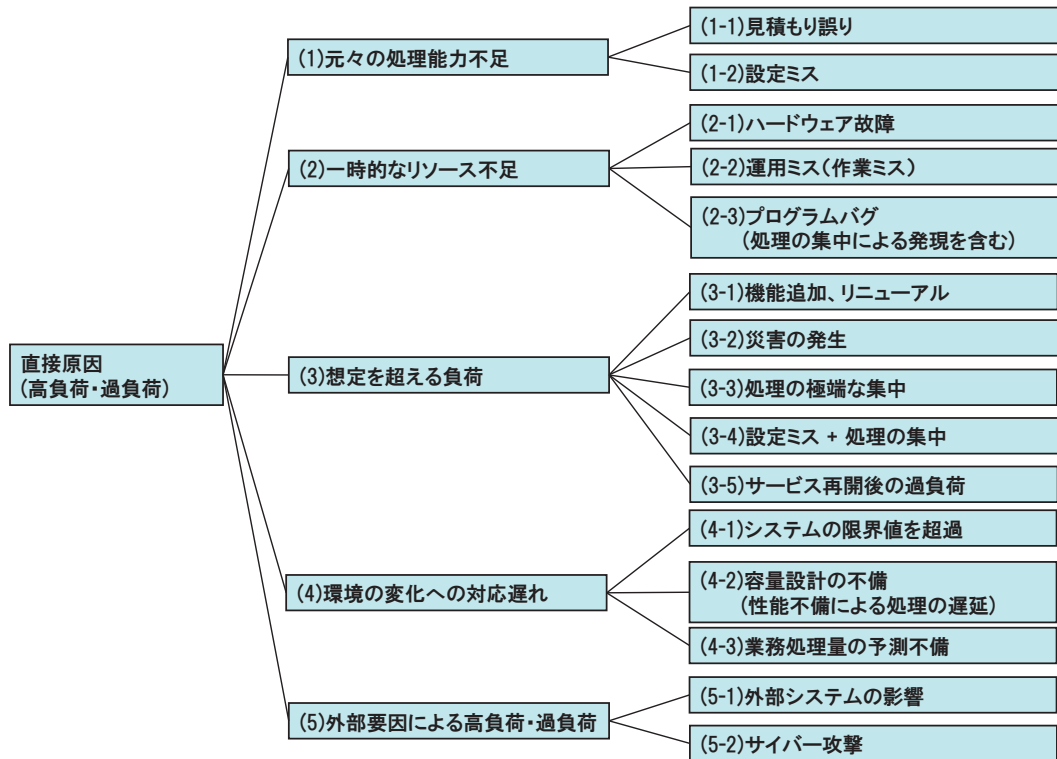 直接原因
(高負荷・過負荷)
(1)元々の処理能力不足
(1-1)見積もり誤り
(1-2)設定ミス
(2)一時的なリソース不足
(2-1)ハードウェア故障
(2-2)運用ミス(作業ミス)
(2-3)プログラムバグ
(処理の集中による発現を含む)
(3)想定を超える負荷
(3-1)機能追加、リニューアル
(3-2)災害の発生
(3-3)処理の極端な集中
(3-4)設定ミス + 処理の集中
(3-5)サービス再開後の過負荷
(4)環境の変化への対応遅れ
(4-1)システムの限界値を超過
(4-2)容量設計の不備
(性能不備による処理の遅延)
(4-3)業務処理量の予測不備
(5)外部要因による高負荷・過負荷
(5-1)外部システムの影響
(5-2)サイバー攻撃